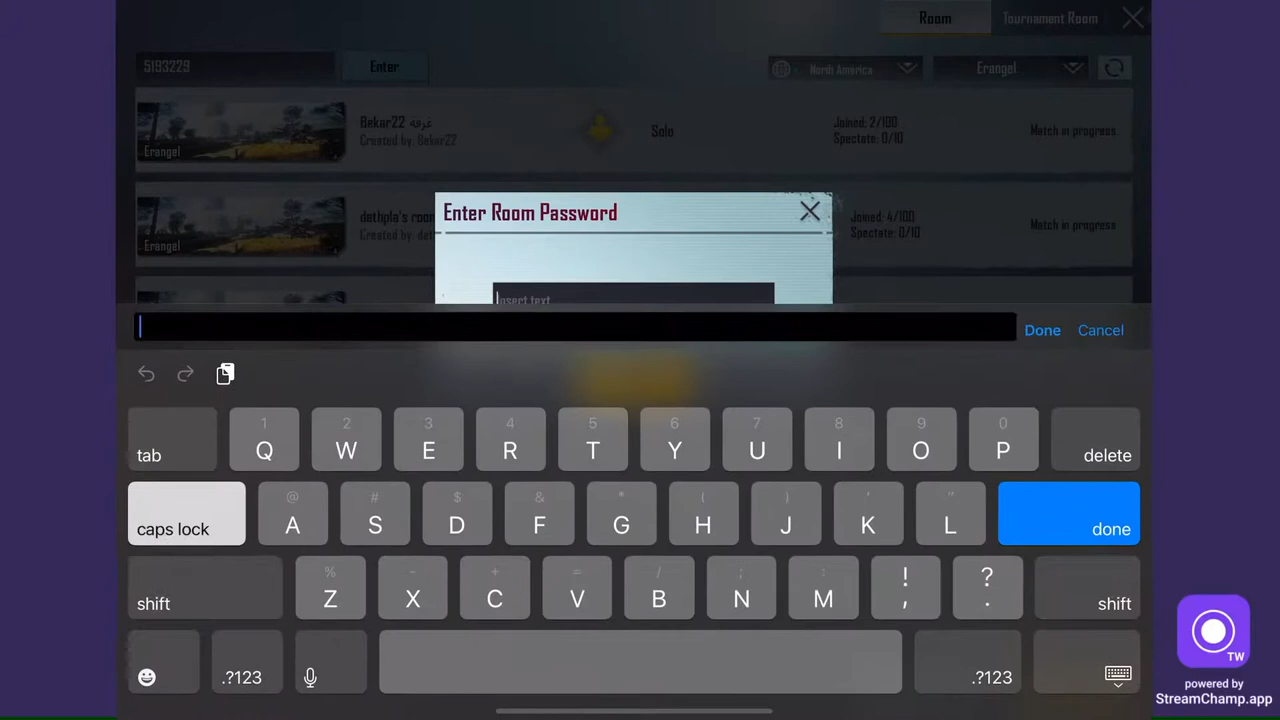 Room
Tournament Room
5193229
Enter
North America
Erangel
Erangel
Bekar22 غرفة
Created by: Bekar22
Solo
Joined: 2/100
Spectate: 0/10
Match in progress
Erangel
dethpla's room
Created by: det
Joined: 4/100
Spectate: 0/10
Match in progress
Enter Room Password
Insert text
Done
Cancel
tab
1 2 3 4 5 6 7 8 9 0
Q W E R T Y U I O P
delete
caps lock
@ # $ & * ( ) ' "
A S D F G H J K L
done
shift
% - + = / ; : ! ?
Z X C V B N M , .
shift
.?123
.?123
TW
powered by
StreamChamp.app